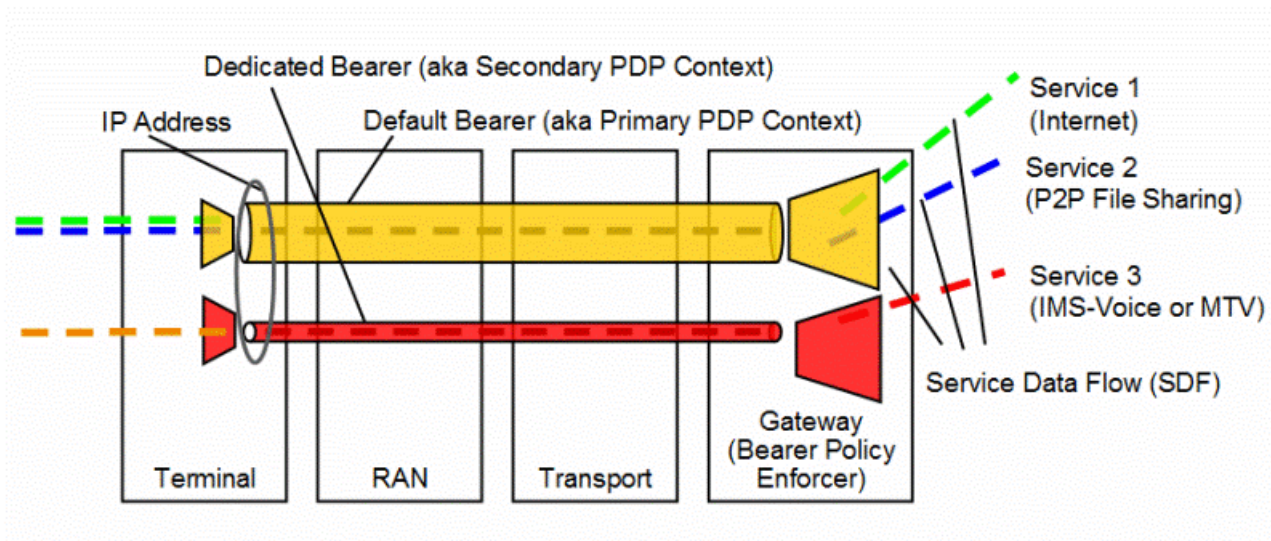 Dedicated Bearer (aka Secondary PDP Context)
IP Address
Default Bearer (aka Primary PDP Context)
Service 1
(Internet)
Service 2
(P2P File Sharing)
Service 3
(IMS-Voice or MTV)
Service Data Flow (SDF)
Terminal
RAN
Transport
Gateway
(Bearer Policy
Enforcer)